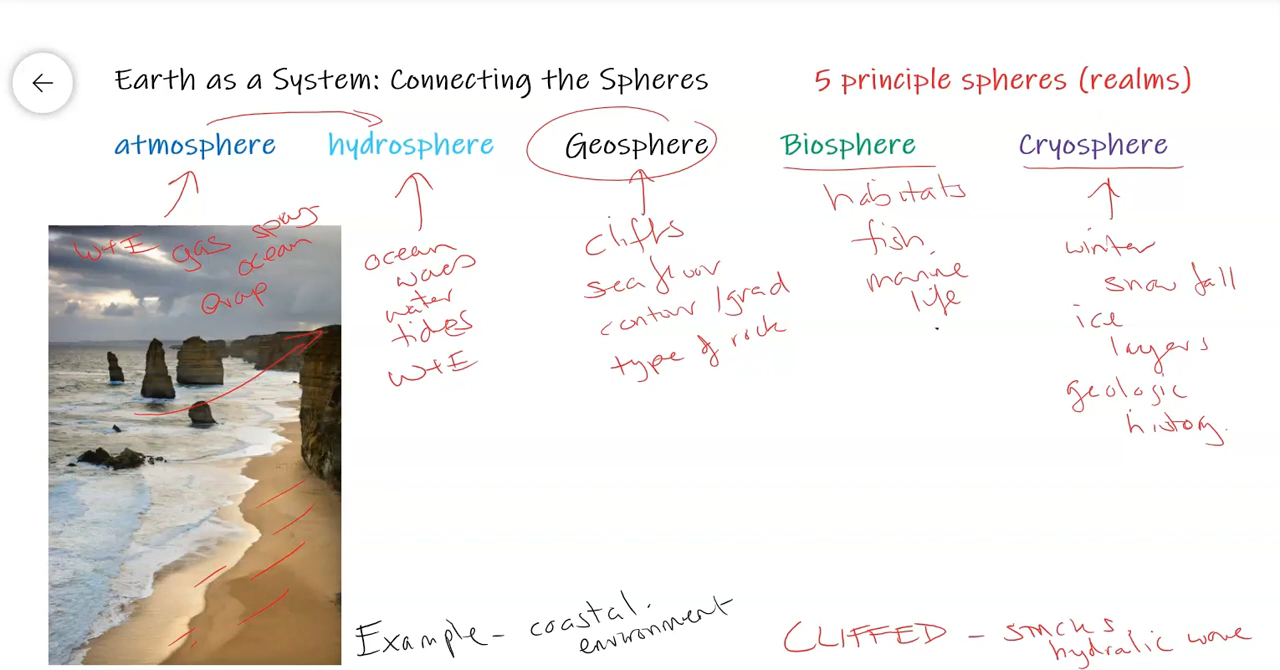 Earth as a System: Connecting the Spheres
5 principle spheres (realms)
atmosphere
hydrosphere
Geosphere
Biosphere
Cryosphere
W+E gas spray
ocean
evap
ocean
waves
water
tides
W+E
cliffs
sea floor
contour/grad
type of rock
habitats
fish
marine
life
winter
snow fall
ice
layers
geologic
history.
Example - coastal
environment
CLIFFED - stacks,
hydralic wave